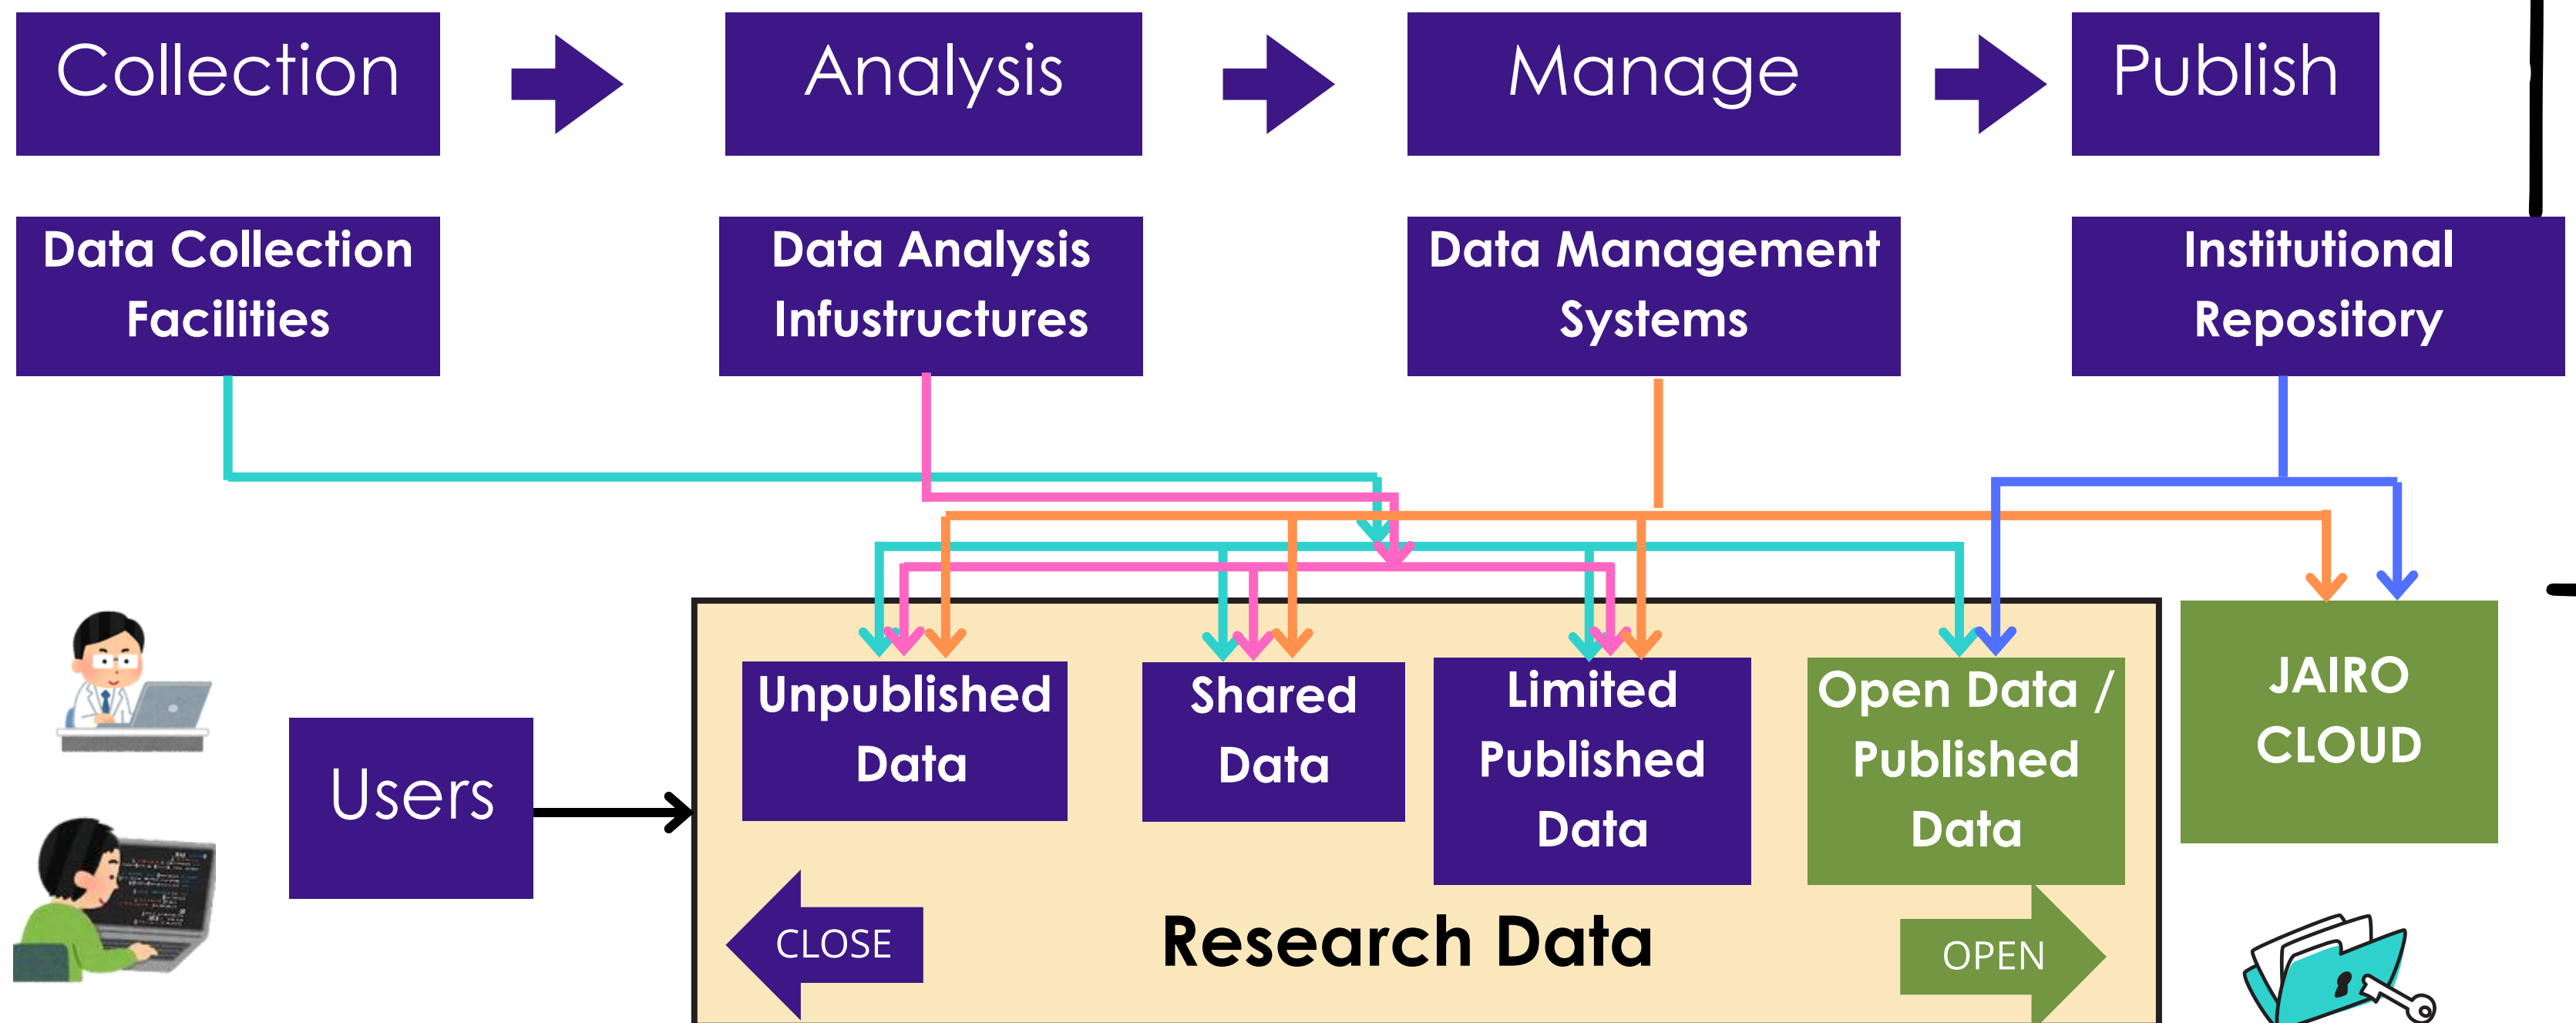 Collection
Analysis
Manage
Publish
Data Collection
Facilities
Data Analysis
Infustructures
Data Management
Systems
Institutional
Repository
Users
Unpublished
Data
Shared
Data
Limited
Published
Data
Open Data /
Published
Data
JAIRO
CLOUD
CLOSE
Research Data
OPEN